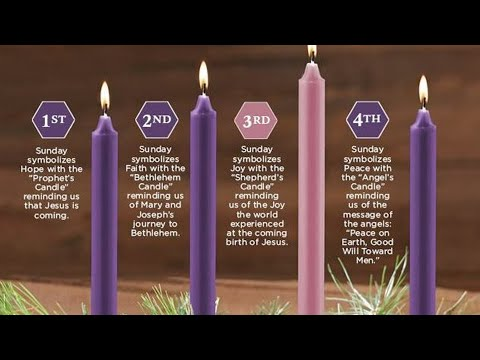 1ST
Sunday
symbolizes
Hope with the
"Prophet's
Candle"
reminding us
that Jesus is
coming.
2ND
Sunday
symbolizes
Faith with the
"Bethlehem
Candle"
reminding us
of Mary and
Joseph's
journey to
Bethlehem.
3RD
Sunday
symbolizes
Joy with the
"Shepherd's
Candle"
reminding
us of the Joy
the world
experienced
at the coming
birth of Jesus.
4TH
Sunday
symbolizes
Peace with
the "Angel's
Candle"
reminding
us of the
message of
the angels:
"Peace on
Earth, Good
Will Toward
Men."